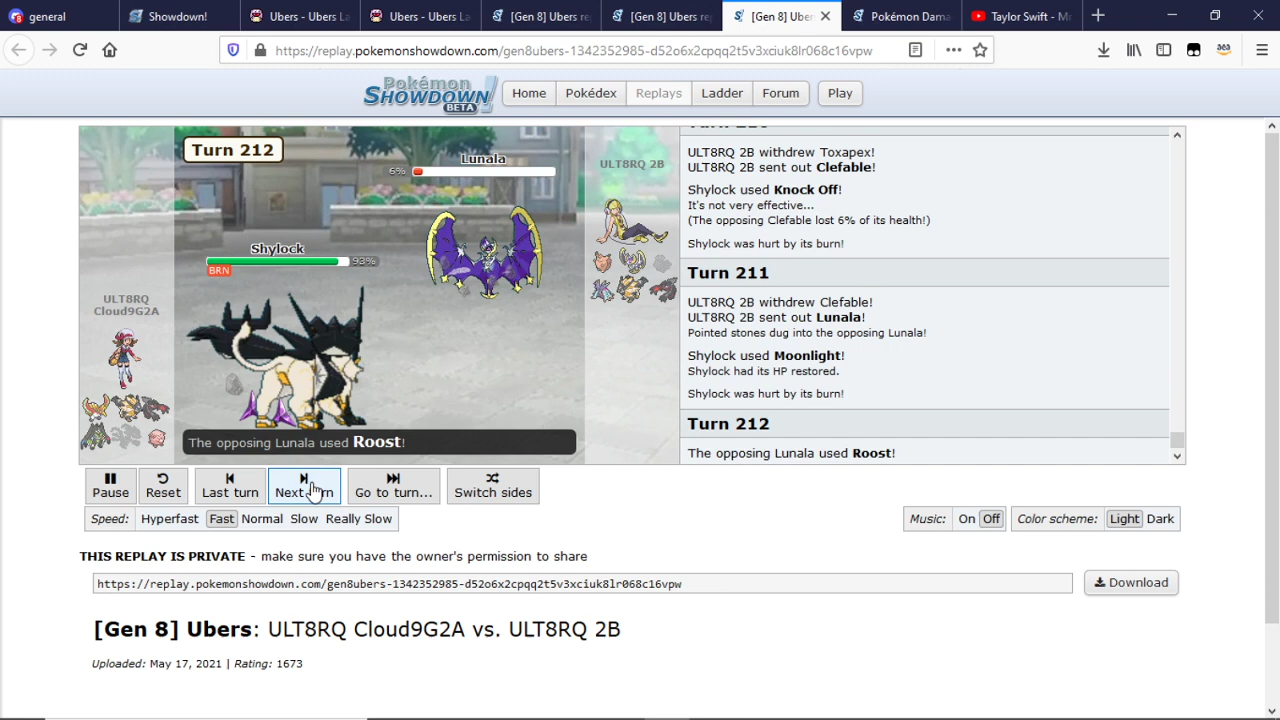 general
Showdown!
Ubers - Ubers La
Ubers - Ubers La
[Gen 8] Ubers re
[Gen 8] Ubers re
[Gen 8] Uber
Pokémon Dama
Taylor Swift - M
https://replay.pokemonshowdown.com/gen8ubers-1342352985-d52o6x2cpqq2t5v3xciuk8lr068c16vpw
Pokémon
SHOWDOWN!
BETA
Home
Pokédex
Replays
Ladder
Forum
Play
Turn 212
Lunala
6%
Shylock
93%
BRN
ULT8RQ
Cloud9G2A
ULT8RQ 2B
The opposing Lunala used Roost!
ULT8RQ 2B withdrew Toxapex!
ULT8RQ 2B sent out Clefable!
Shylock used Knock Off!
It's not very effective...
(The opposing Clefable lost 6% of its health!)
Shylock was hurt by its burn!
Turn 211
ULT8RQ 2B withdrew Clefable!
ULT8RQ 2B sent out Lunala!
Pointed stones dug into the opposing Lunala!
Shylock used Moonlight!
Shylock had its HP restored.
Shylock was hurt by its burn!
Turn 212
The opposing Lunala used Roost!
Pause
Reset
Last turn
Next turn
Go to turn...
Switch sides
Speed: Hyperfast Fast Normal Slow Really Slow
Music: On Off
Color scheme: Light Dark
THIS REPLAY IS PRIVATE - make sure you have the owner's permission to share
https://replay.pokemonshowdown.com/gen8ubers-1342352985-d52o6x2cpqq2t5v3xciuk8lr068c16vpw
Download
[Gen 8] Ubers: ULT8RQ Cloud9G2A vs. ULT8RQ 2B
Uploaded: May 17, 2021 | Rating: 1673